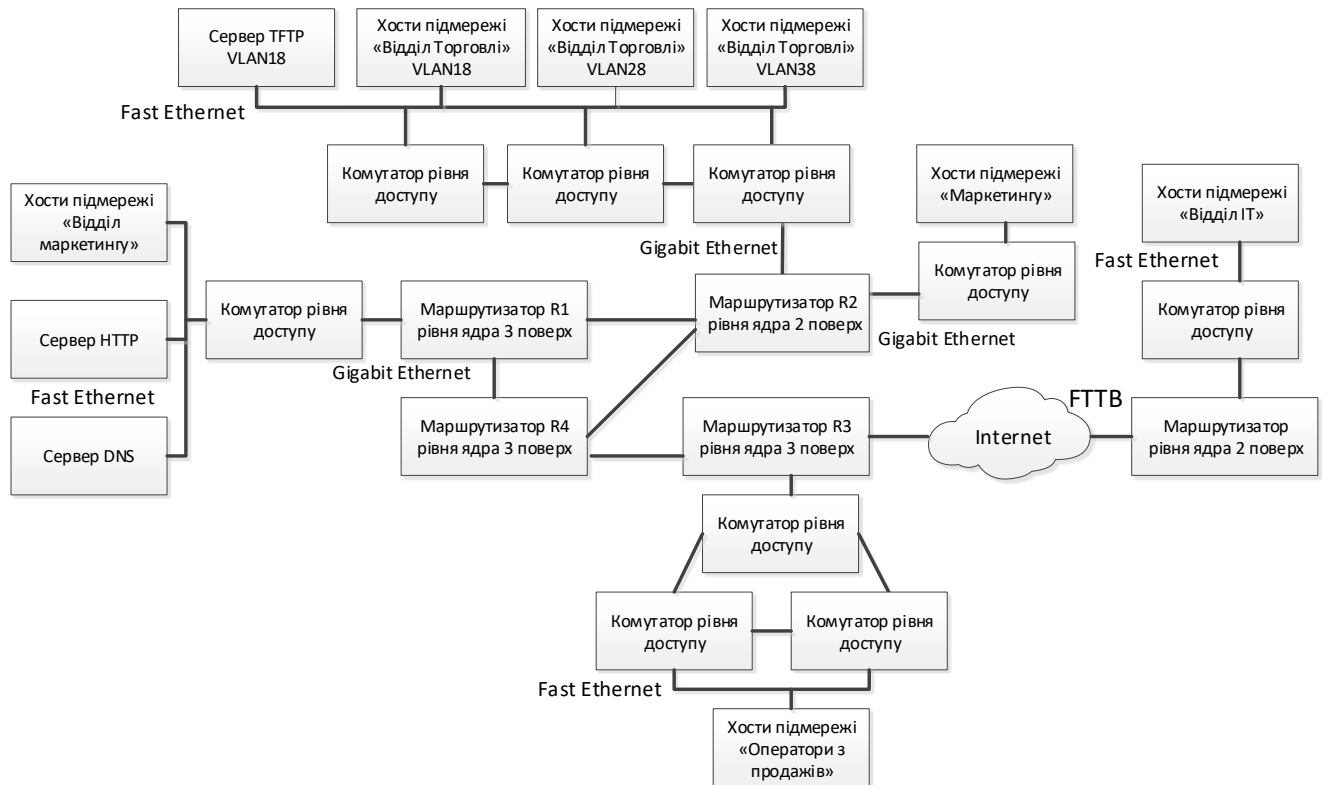 Сервер TFTP
VLAN18
Хости підмережі
«Відділ Торговлі»
VLAN18
Хости підмережі
«Відділ Торговлі»
VLAN28
Хости підмережі
«Відділ Торговлі»
VLAN38
Fast Ethernet
Комутатор рівня
доступу
Комутатор рівня
доступу
Комутатор рівня
доступу
Хости підмережі
«Маркетингу»
Хости підмережі
«Відділ ІТ»
Хости підмережі
«Відділ
маркетингу»
Gigabit Ethernet
Fast Ethernet
Комутатор рівня
доступу
Комутатор рівня
доступу
Маршрутизатор R1
рівня ядра 3 поверх
Маршрутизатор R2
рівня ядра 2 поверх
Комутатор рівня
доступу
Сервер HTTP
Gigabit Ethernet
Gigabit Ethernet
Fast Ethernet
FTTB
Сервер DNS
Маршрутизатор R4
рівня ядра 3 поверх
Маршрутизатор R3
рівня ядра 3 поверх
Internet
Маршрутизатор
рівня ядра 2 поверх
Комутатор рівня
доступу
Комутатор рівня
доступу
Комутатор рівня
доступу
Fast Ethernet
Хости підмережі
«Оператори з
продажів»